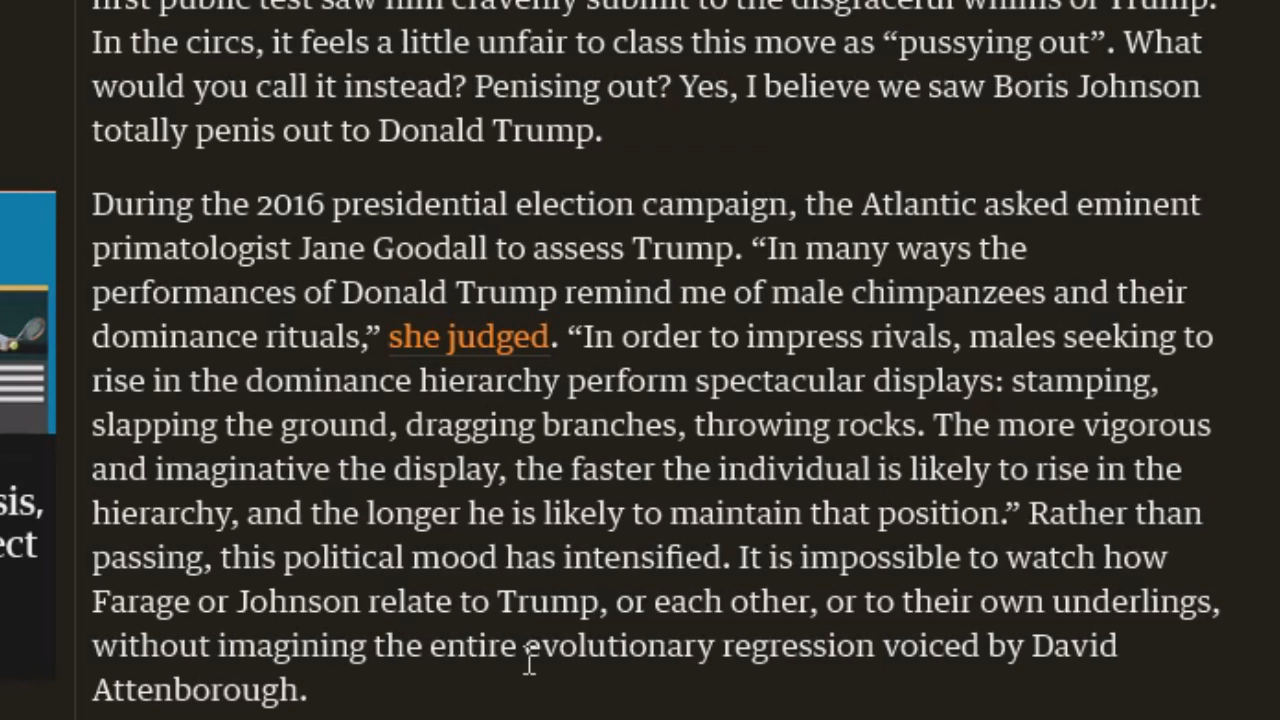 first public test saw him cravenly submit to the disgraceful whims of Trump.
In the circs, it feels a little unfair to class this move as “pussying out”. What
would you call it instead? Penising out? Yes, I believe we saw Boris Johnson
totally penis out to Donald Trump.
During the 2016 presidential election campaign, the Atlantic asked eminent
primatologist Jane Goodall to assess Trump. “In many ways the
performances of Donald Trump remind me of male chimpanzees and their
dominance rituals,” she judged. “In order to impress rivals, males seeking to
rise in the dominance hierarchy perform spectacular displays: stamping,
slapping the ground, dragging branches, throwing rocks. The more vigorous
and imaginative the display, the faster the individual is likely to rise in the
hierarchy, and the longer he is likely to maintain that position.” Rather than
passing, this political mood has intensified. It is impossible to watch how
Farage or Johnson relate to Trump, or each other, or to their own underlings,
without imagining the entire evolutionary regression voiced by David
Attenborough.
sis,
ect